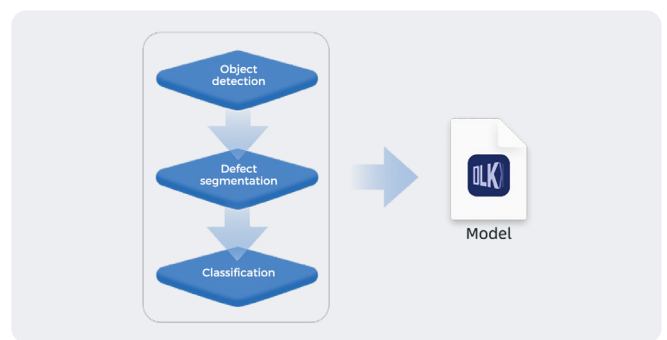 Object
detection
Defect
segmentation
Classification
DLK
Model